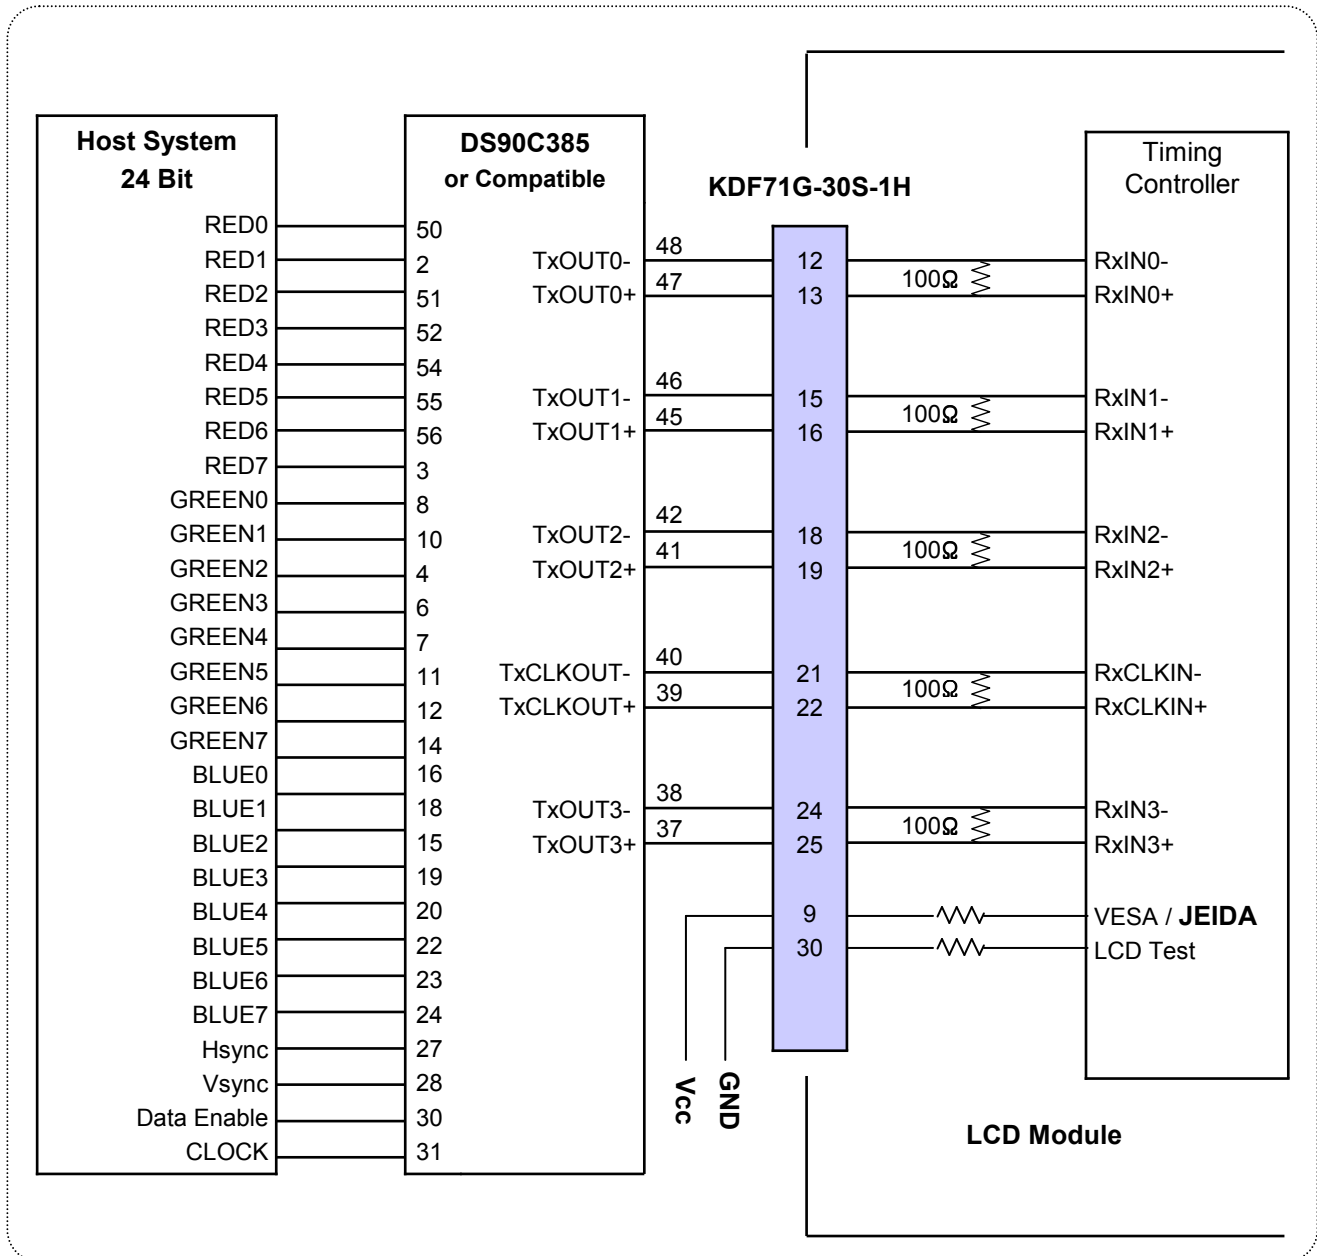 Host System
24 Bit
RED0
RED1
RED2
RED3
RED4
RED5
RED6
RED7
GREEN0
GREEN1
GREEN2
GREEN3
GREEN4
GREEN5
GREEN6
GREEN7
BLUE0
BLUE1
BLUE2
BLUE3
BLUE4
BLUE5
BLUE6
BLUE7
Hsync
Vsync
Data Enable
CLOCK
DS90C385
or Compatible
50
2
51
52
54
55
56
3
8
10
4
6
7
11
12
14
16
18
15
19
20
22
23
24
27
28
30
31
TxOUT0-
TxOUT0+
TxOUT1-
TxOUT1+
TxOUT2-
TxOUT2+
TxCLKOUT-
TxCLKOUT+
TxOUT3-
TxOUT3+
48
47
46
45
42
41
40
39
38
37
Vcc
GND
KDF71G-30S-1H
12
13
15
16
18
19
21
22
24
25
9
30
100Ω
100Ω
100Ω
100Ω
100Ω
Timing
Controller
RxIN0-
RxIN0+
RxIN1-
RxIN1+
RxIN2-
RxIN2+
RxCLKIN-
RxCLKIN+
RxIN3-
RxIN3+
VESA / JEIDA
LCD Test
LCD Module